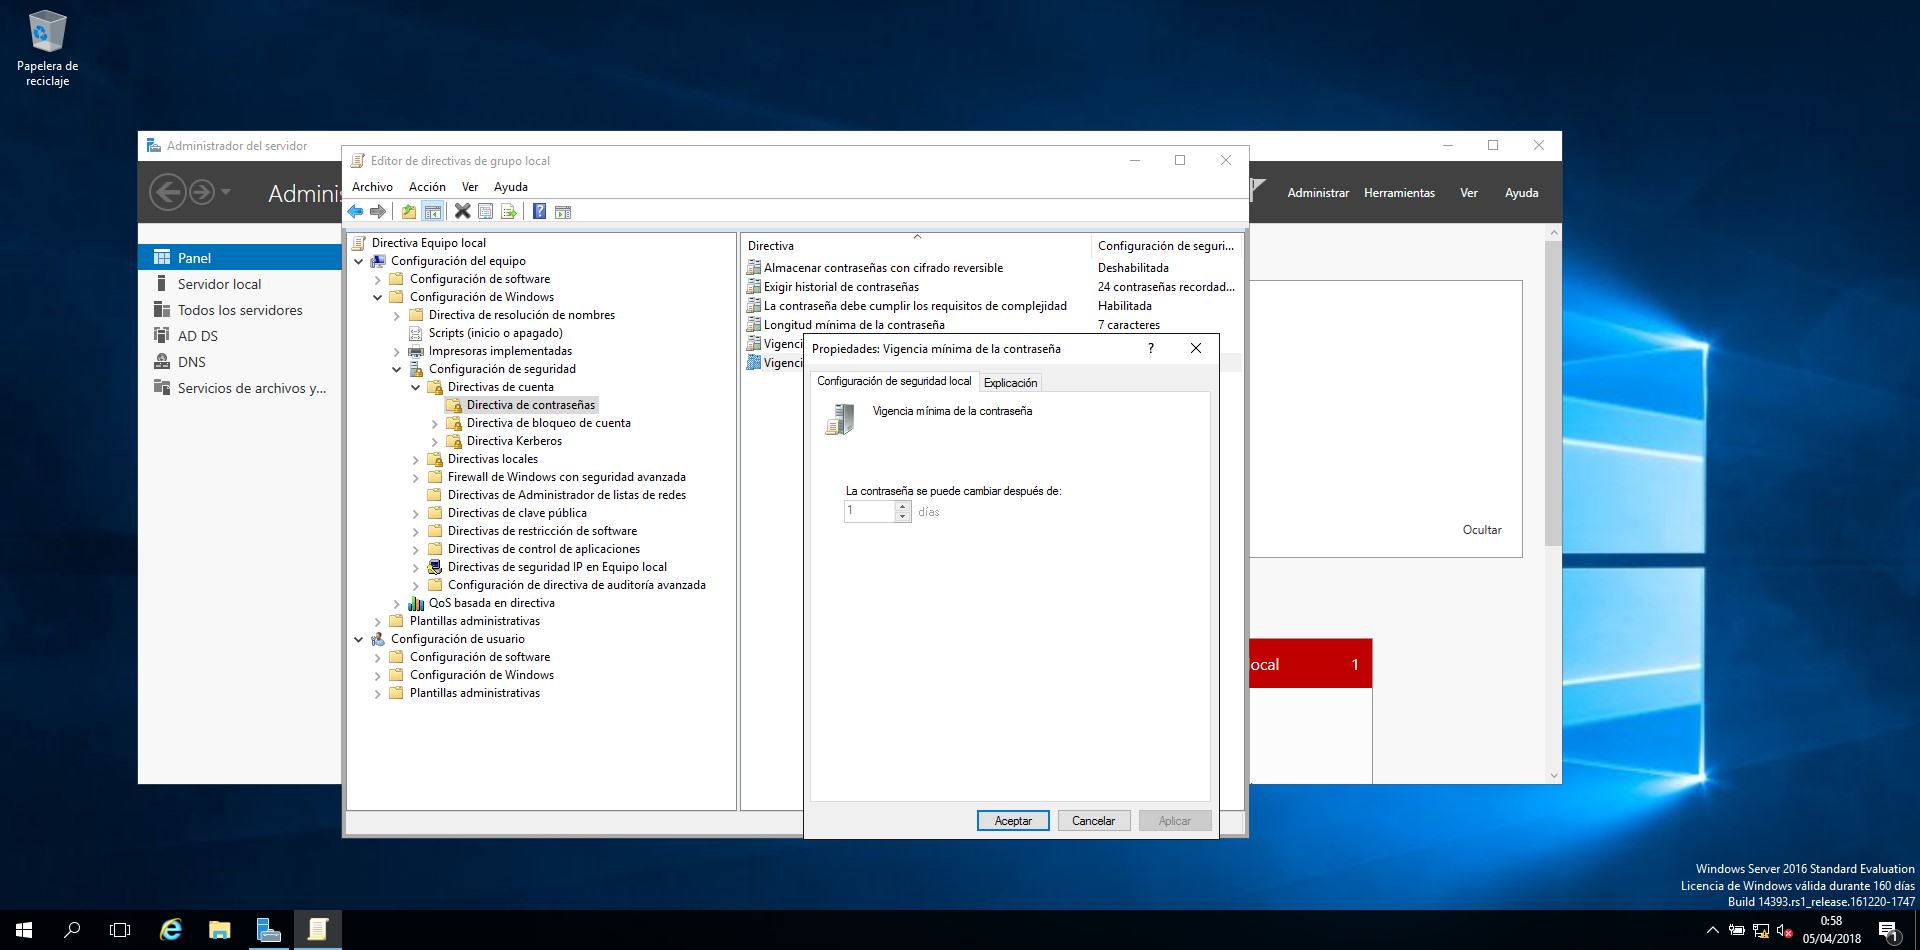 Papelera de
reciclaje
Administrador del servidor
Adminis
Administrar Herramientas Ver Ayuda
Panel
Servidor local
Todos los servidores
AD DS
DNS
Servicios de archivos y...
Editor de directivas de grupo local
Archivo Acción Ver Ayuda
Directiva Equipo local
Configuración del equipo
Configuración de software
Configuración de Windows
Directiva de resolución de nombres
Scripts (inicio o apagado)
Impresoras implementadas
Configuración de seguridad
Directivas de cuenta
Directiva de contraseñas
Directiva de bloqueo de cuenta
Directiva Kerberos
Directivas locales
Firewall de Windows con seguridad avanzada
Directivas de Administrador de listas de redes
Directivas de clave pública
Directivas de restricción de software
Directivas de control de aplicaciones
Directivas de seguridad IP en Equipo local
Configuración de directiva de auditoría avanzada
QoS basada en directiva
Plantillas administrativas
Configuración de usuario
Configuración de software
Configuración de Windows
Plantillas administrativas
Directiva Configuración de seguri...
Almacenar contraseñas con cifrado reversible Deshabilitada
Exigir historial de contraseñas 24 contraseñas recordad...
La contraseña debe cumplir los requisitos de complejidad Habilitada
Longitud mínima de la contraseña 7 caracteres
Vigenci
Vigenci
Propiedades: Vigencia mínima de la contraseña ?
Configuración de seguridad local Explicación
Vigencia mínima de la contraseña
La contraseña se puede cambiar después de:
1 días
Aceptar Cancelar Aplicar
Ocultar
ocal 1
Windows Server 2016 Standard Evaluation
Licencia de Windows válida durante 160 días
Build 14393.rs1_release.161220-1747
0:58
05/04/2018
1